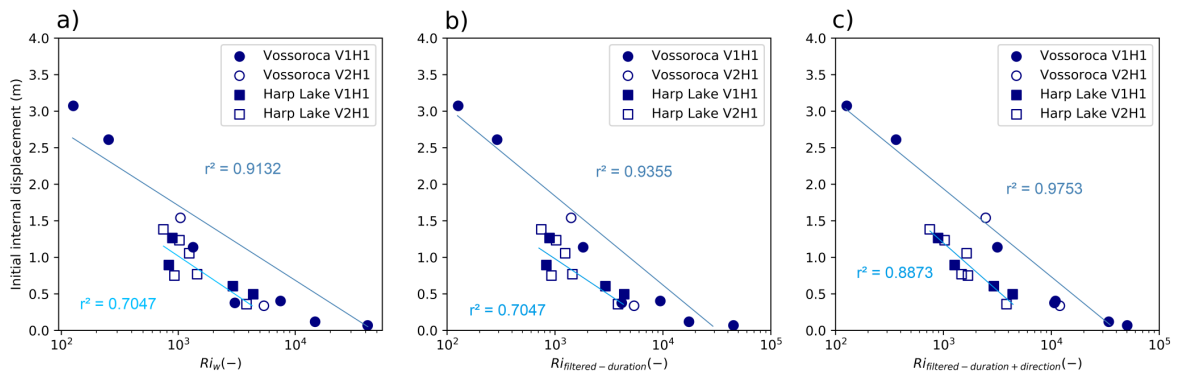 a)
Initial internal displacement (m)
4.0
3.5
3.0
2.5
2.0
1.5
1.0
0.5
0.0
Vossoroca V1H1
Vossoroca V2H1
Harp Lake V1H1
Harp Lake V2H1
r² = 0.9132
r² = 0.7047
10² 10³ 10⁴
Ri_w(−)
b)
4.0
3.5
3.0
2.5
2.0
1.5
1.0
0.5
0.0
Vossoroca V1H1
Vossoroca V2H1
Harp Lake V1H1
Harp Lake V2H1
r² = 0.9355
r² = 0.7047
10² 10³ 10⁴ 10⁵
Ri_filtered−duration(−)
c)
4.0
3.5
3.0
2.5
2.0
1.5
1.0
0.5
0.0
Vossoroca V1H1
Vossoroca V2H1
Harp Lake V1H1
Harp Lake V2H1
r² = 0.9753
r² = 0.8873
10² 10³ 10⁴ 10⁵
Ri_filtered−duration+direction(−)